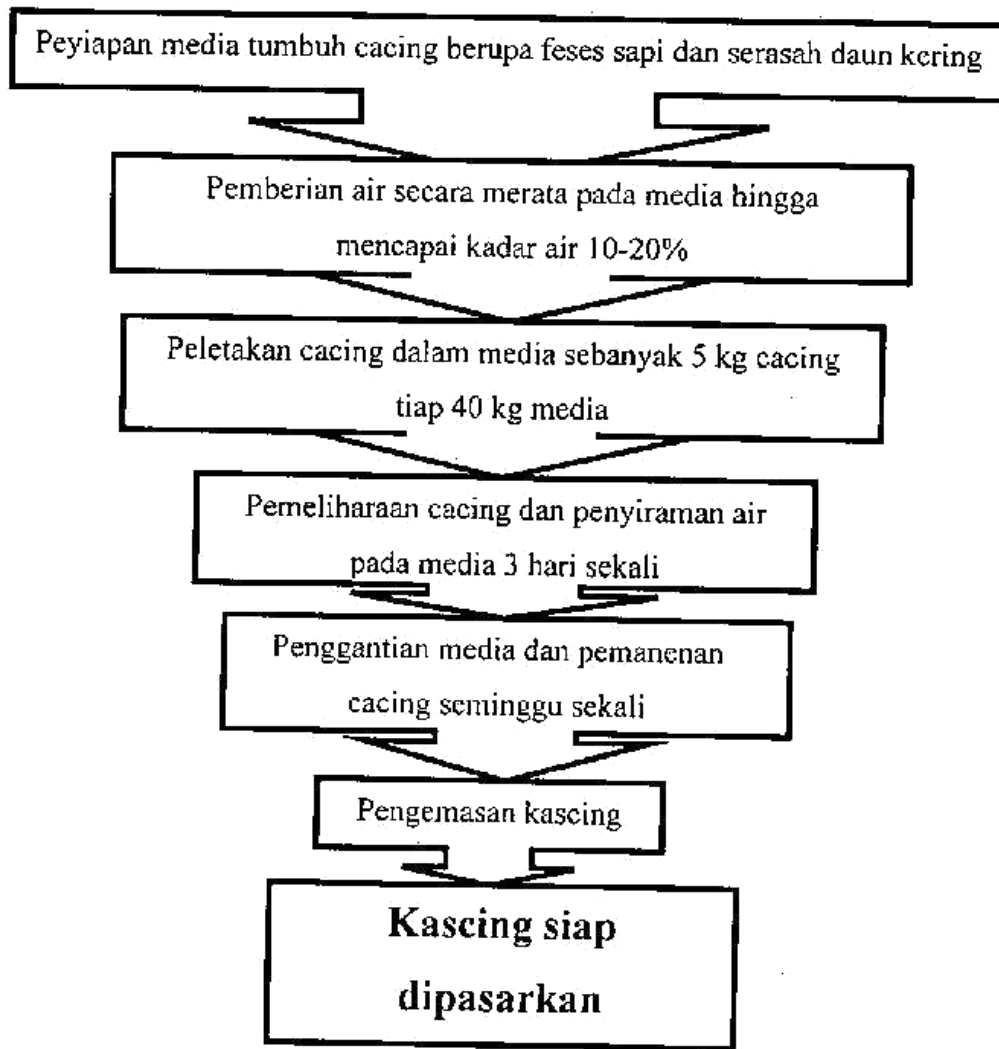 Peyiapan media tumbuh cacing berupa feses sapi dan serasah daun kering
Pemberian air secara merata pada media hingga
mencapai kadar air 10-20%
Peletakan cacing dalam media sebanyak 5 kg cacing
tiap 40 kg media
Pemeliharaan cacing dan penyiraman air
pada media 3 hari sekali
Penggantian media dan pemanenan
cacing seminggu sekali
Pengemasan kascing
Kascing siap
dipasarkan